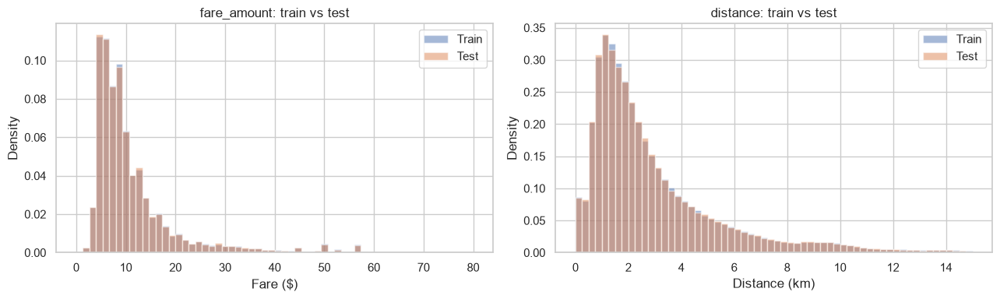 fare_amount: train vs test
Train
Test
0.10
0.08
0.06
0.04
0.02
0.00
Density
0 10 20 30 40 50 60 70 80
Fare ($)
distance: train vs test
Train
Test
0.35
0.30
0.25
0.20
0.15
0.10
0.05
0.00
Density
0 2 4 6 8 10 12 14
Distance (km)